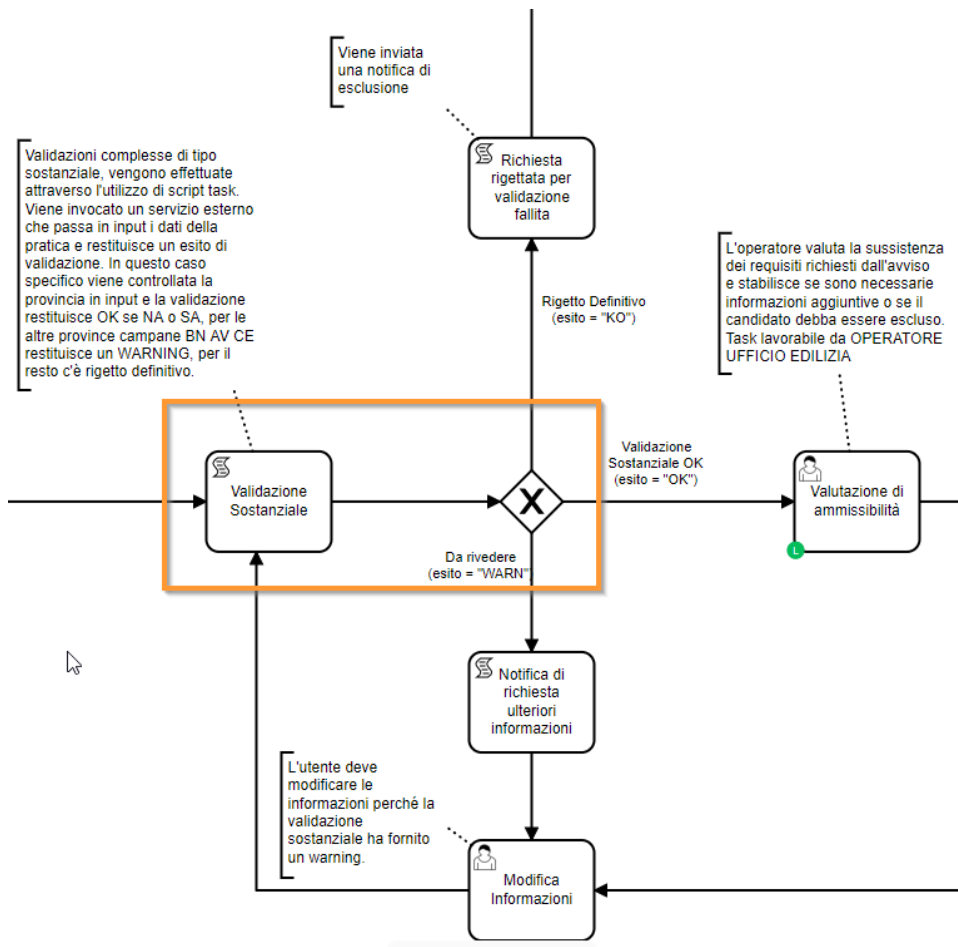 Viene inviata
una notifica di
esclusione
Validazioni complesse di tipo
sostanziale, vengono effettuate
attraverso l'utilizzo di script task.
Viene invocato un servizio esterno
che passa in input i dati della
pratica e restituisce un esito di
validazione. In questo caso
specifico viene controllata la
provincia in input e la validazione
restituisce OK se NA o SA, per le
altre province campane BN AV CE
restituisce un WARNING, per il
resto c'è rigetto definitivo.
Richiesta
rigettata per
validazione
fallita
L'operatore valuta la sussistenza
dei requisiti richiesti dall'avviso
e stabilisce se sono necessarie
informazioni aggiuntive o se il
candidato debba essere escluso.
Task lavorabile da OPERATORE
UFFICIO EDILIZIA
Rigetto Definitivo
(esito = "KO")
Validazione
Sostanziale
X
Validazione
Sostanziale OK
(esito = "OK")
Valutazione di
ammissibilità
L
Da rivedere
(esito = "WARN")
Notifica di
richiesta
ulteriori
informazioni
L'utente deve
modificare le
informazioni perché la
validazione
sostanziale ha fornito
un warning.
Modifica
Informazioni